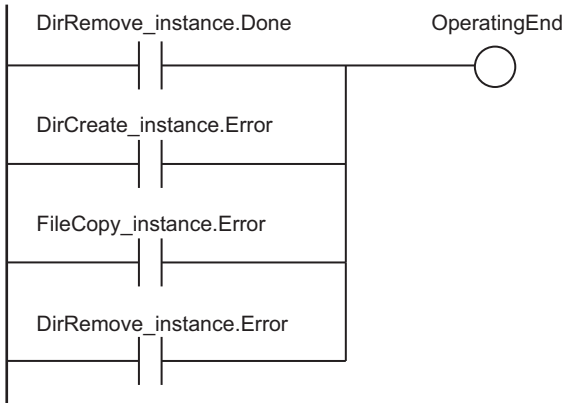 DirRemove_instance.Done OperatingEnd
DirCreate_instance.Error
FileCopy_instance.Error
DirRemove_instance.Error